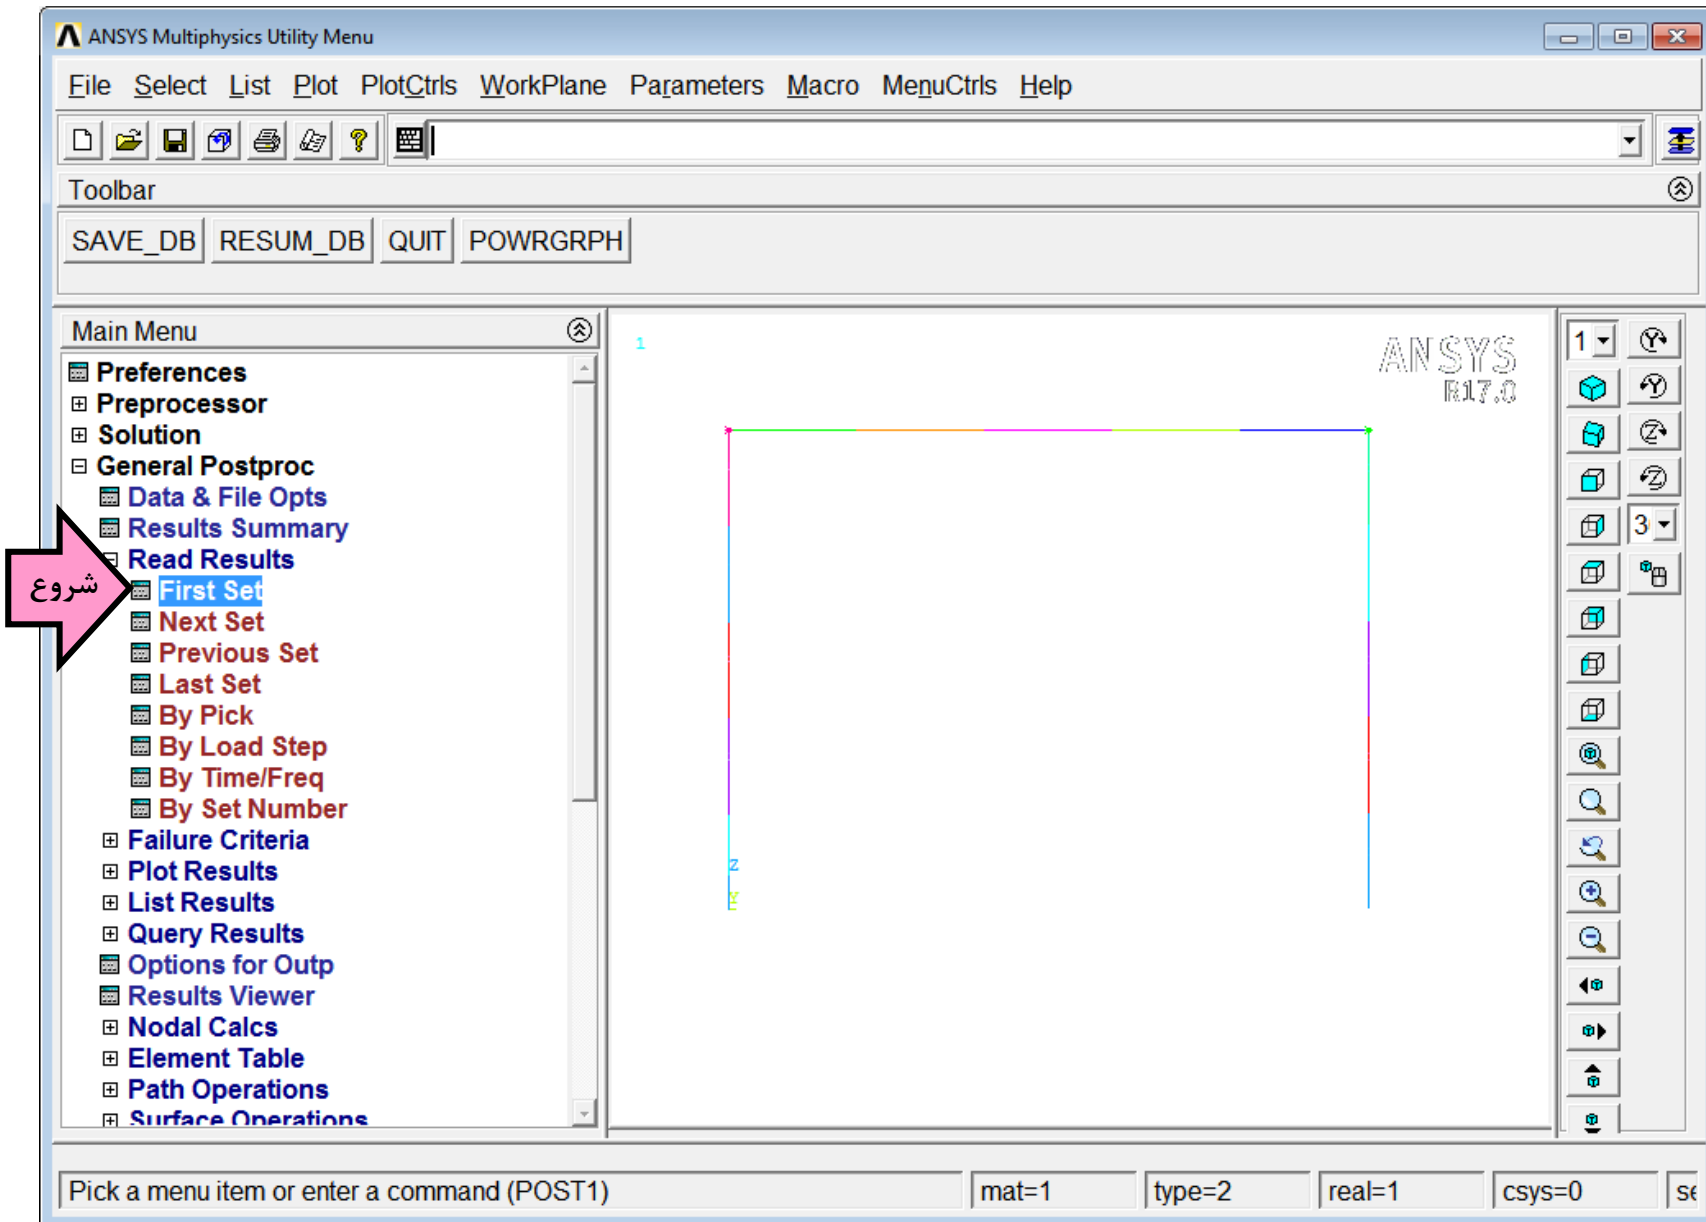 ANSYS Multiphysics Utility Menu
File Select List Plot PlotCtrls WorkPlane Parameters Macro MenuCtrls Help
Toolbar
SAVE_DB RESUM_DB QUIT POWRGRPH
Main Menu
Preferences
Preprocessor
Solution
General Postproc
Data & File Opts
Results Summary
Read Results
شروع
First Set
Next Set
Previous Set
Last Set
By Pick
By Load Step
By Time/Freq
By Set Number
Failure Criteria
Plot Results
List Results
Query Results
Options for Outp
Results Viewer
Nodal Calcs
Element Table
Path Operations
Surface Operations
1
ANSYS
R17.0
Z
Y
1
3
Pick a menu item or enter a command (POST1) mat=1 type=2 real=1 csys=0